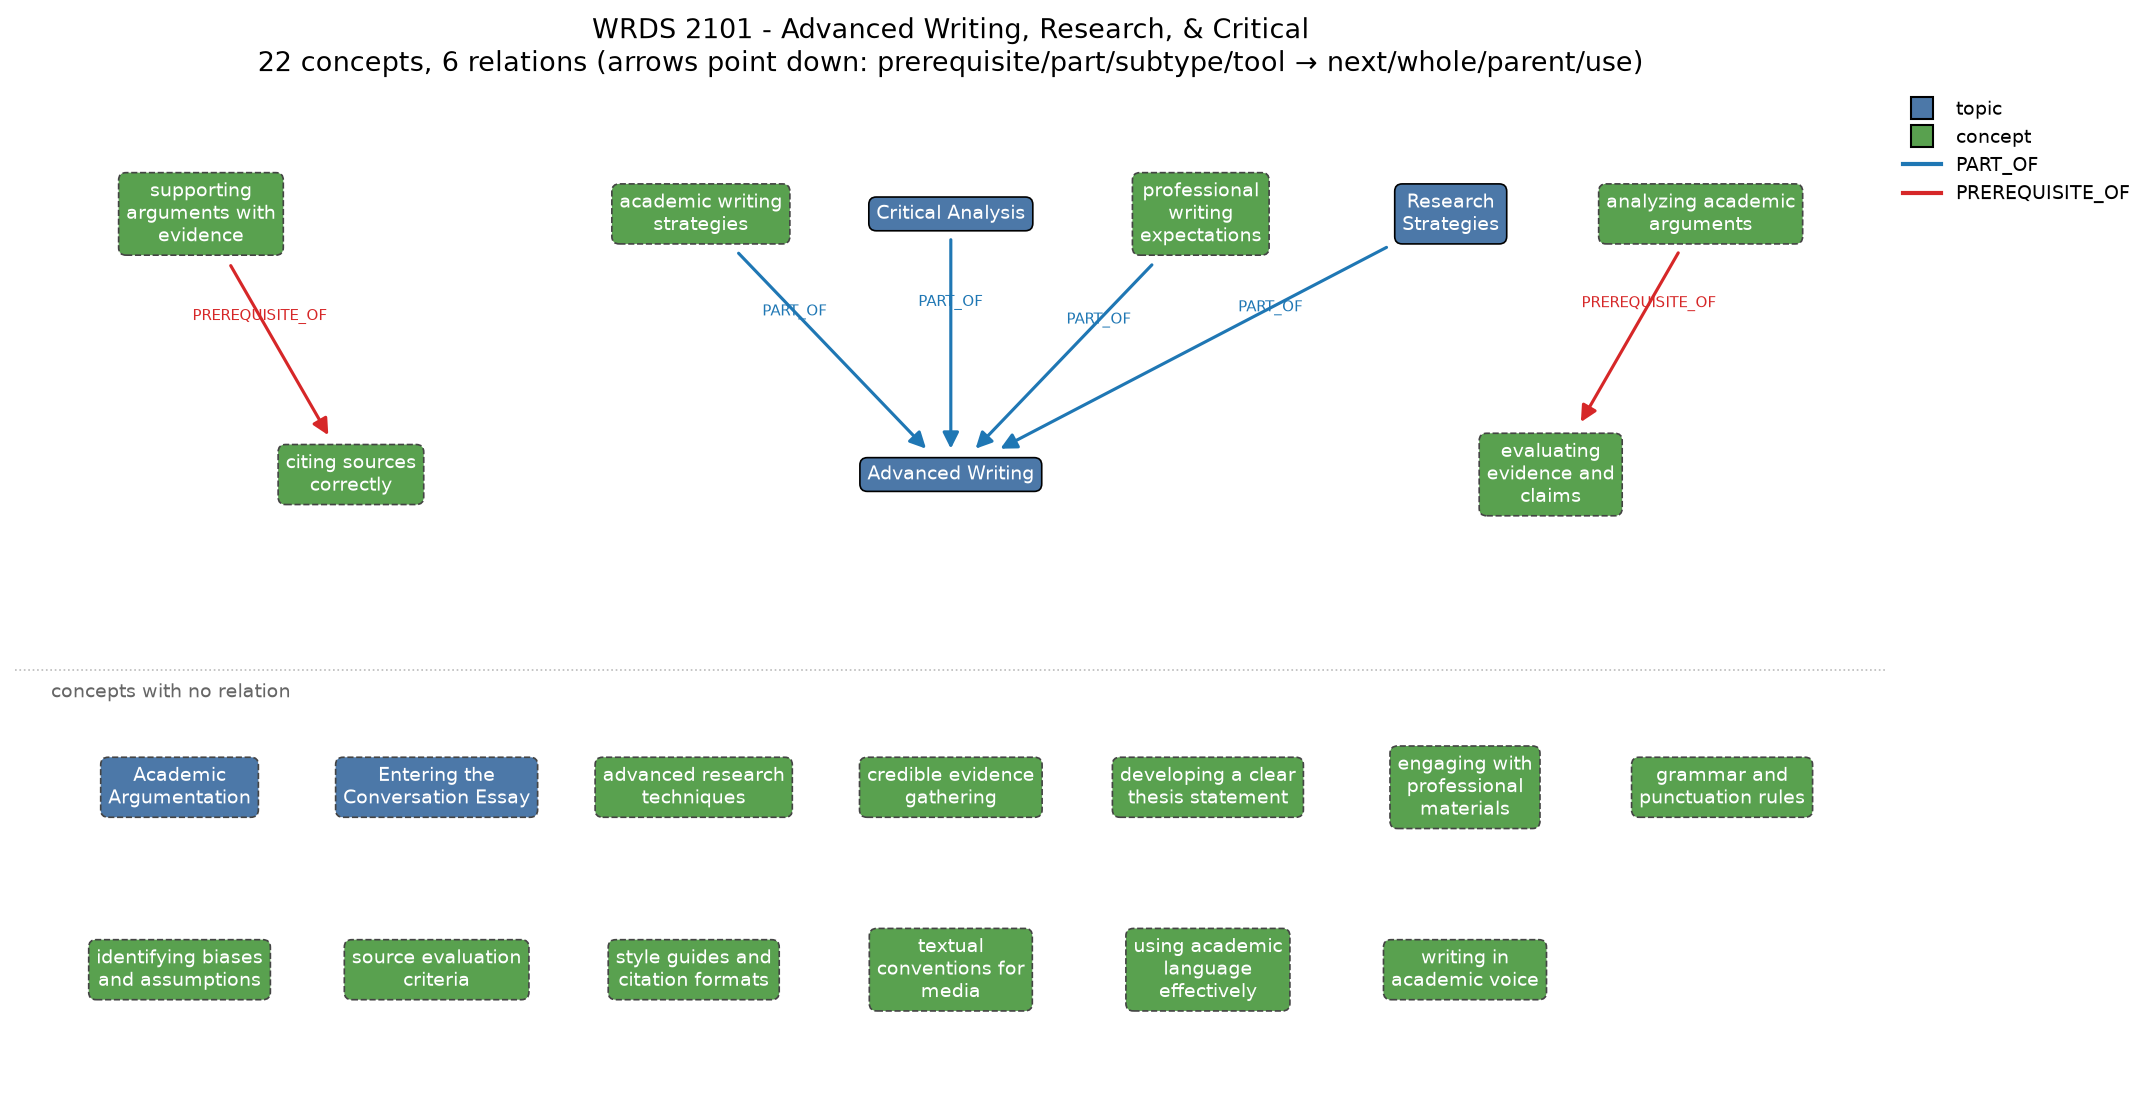 WRDS 2101 - Advanced Writing, Research, & Critical
22 concepts, 6 relations (arrows point down: prerequisite/part/subtype/tool → next/whole/parent/use)
topic
concept
PART_OF
PREREQUISITE_OF
supporting
arguments with
evidence
academic writing
strategies
Critical Analysis
professional
writing
expectations
Research
Strategies
analyzing academic
arguments
PREREQUISITE_OF
PART_OF
PART_OF
PART_OF
PART_OF
PREREQUISITE_OF
citing sources
correctly
Advanced Writing
evaluating
evidence and
claims
concepts with no relation
Academic
Argumentation
Entering the
Conversation Essay
advanced research
techniques
credible evidence
gathering
developing a clear
thesis statement
engaging with
professional
materials
grammar and
punctuation rules
identifying biases
and assumptions
source evaluation
criteria
style guides and
citation formats
textual
conventions for
media
using academic
language
effectively
writing in
academic voice